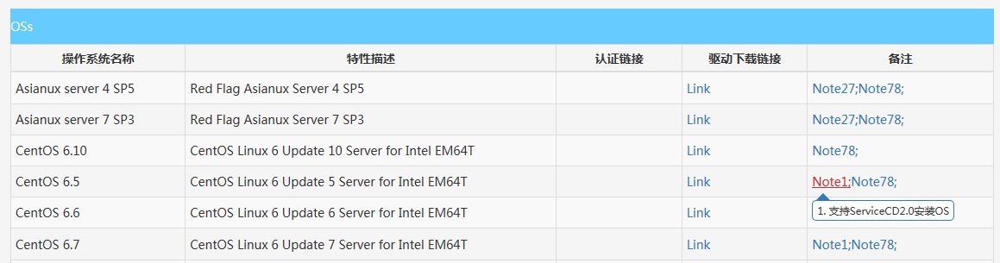 OSs
操作系统名称 特性描述 认证链接 驱动下载链接 备注
Asianux server 4 SP5 Red Flag Asianux Server 4 SP5 Link Note27;Note78;
Asianux server 7 SP3 Red Flag Asianux Server 7 SP3 Link Note27;Note78;
CentOS 6.10 CentOS Linux 6 Update 10 Server for Intel EM64T Link Note78;
CentOS 6.5 CentOS Linux 6 Update 5 Server for Intel EM64T Link Note1;Note78;
CentOS 6.6 CentOS Linux 6 Update 6 Server for Intel EM64T Link 1. 支持ServiceCD2.0安装OS
CentOS 6.7 CentOS Linux 6 Update 7 Server for Intel EM64T Link Note1;Note78;